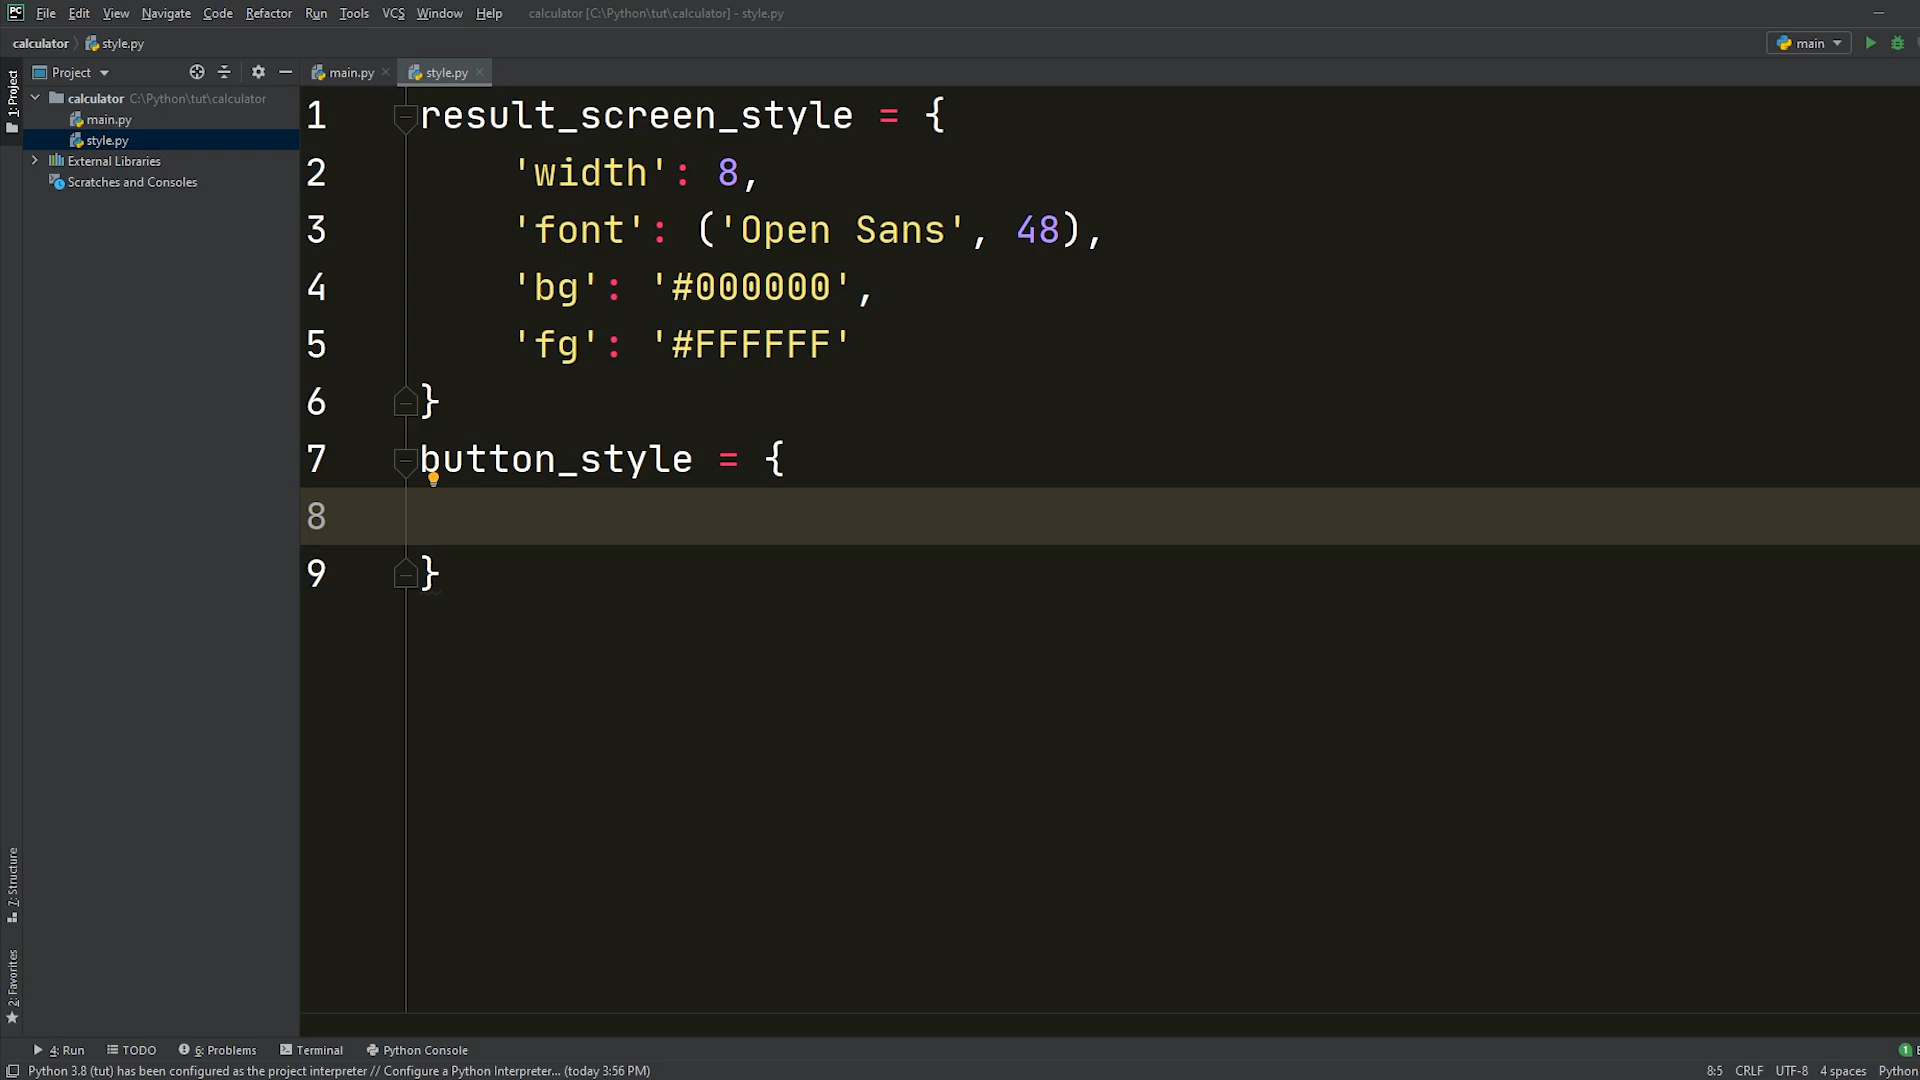 PC File Edit View Navigate Code Refactor Run Tools VCS Window Help calculator [C:\Python\tut\calculator] - style.py
calculator style.py main
Project main.py style.py
1: Project
calculator C:\Python\tut\calculator
main.py
style.py
External Libraries
Scratches and Consoles
1 result_screen_style = {
2 'width': 8,
3 'font': ('Open Sans', 48),
4 'bg': '#000000',
5 'fg': '#FFFFFF'
6 }
7 button_style = {
8
9 }
7: Structure
2: Favorites
4: Run TODO 6: Problems Terminal Python Console 1 E
Python 3.8 (tut) has been configured as the project interpreter // Configure a Python Interpreter... (today 3:56 PM) 8:5 CRLF UTF-8 4 spaces Python